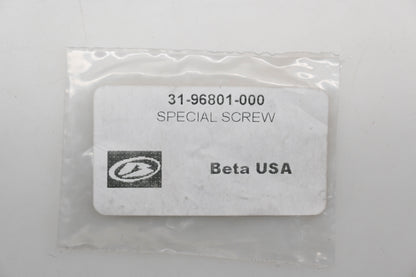 31-96801-000
SPECIAL SCREW
Beta USA